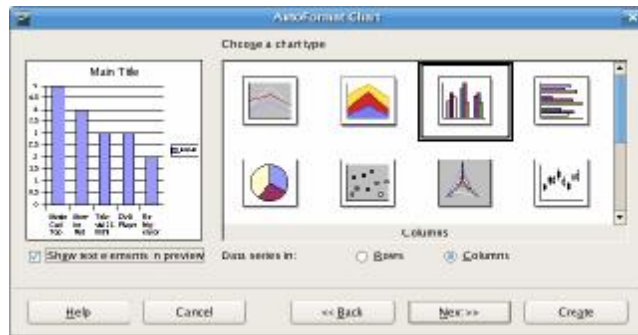 AutoFormat Chart
Choose a chart type
Main Title
Columns
Show text elements in preview
Data series in:
Rows
Columns
Help
Cancel
<< Back
Next >>
Create